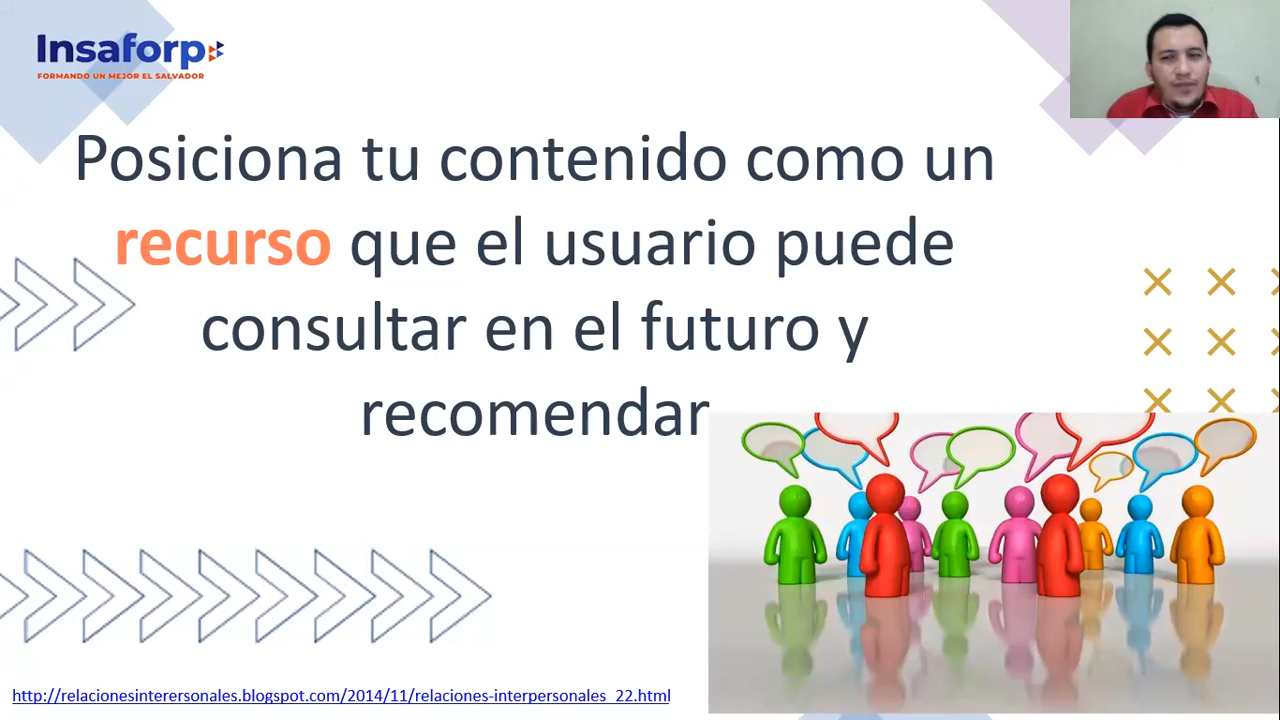 Insaforp
FORMANDO UN MEJOR EL SALVADOR
Posiciona tu contenido como un
recurso que el usuario puede
consultar en el futuro y
recomendar
http://relacionesinterersonales.blogspot.com/2014/11/relaciones-interpersonales_22.html